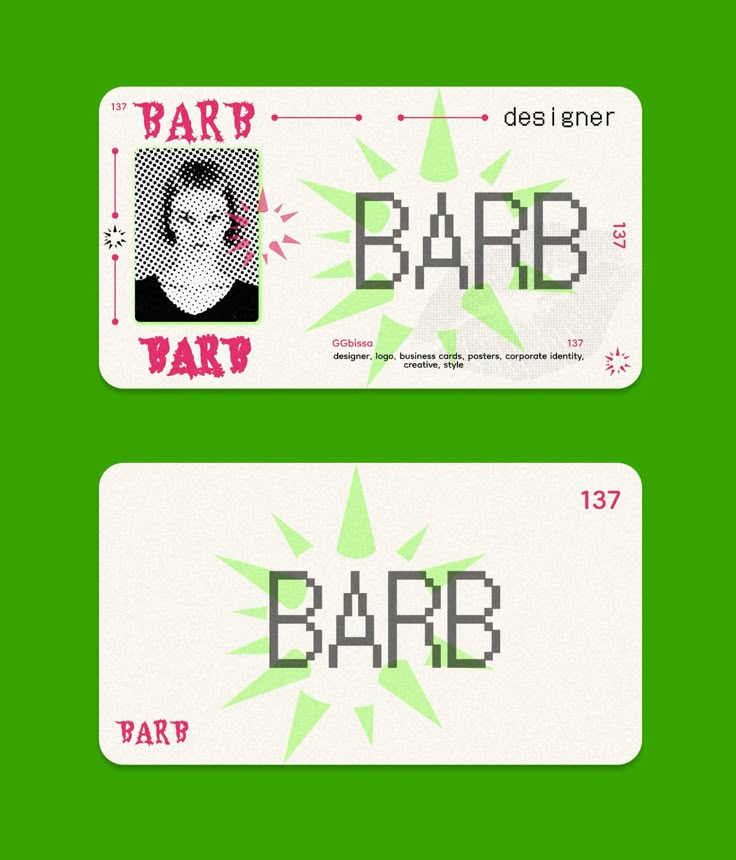 137
BARB
designer
BARB
137
BARB
GGbissa
137
designer, logo, business cards, posters, corporate identity,
creative, style
137
BARB
BARB